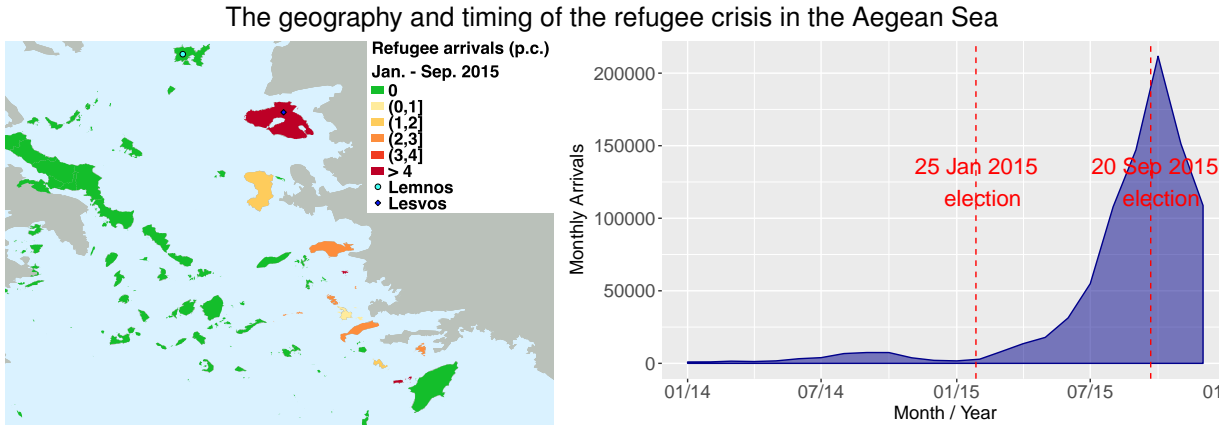 The geography and timing of the refugee crisis in the Aegean Sea
Refugee arrivals (p.c.)
Jan. - Sep. 2015
0
(0,1]
(1,2]
(2,3]
(3,4]
> 4
Lemnos
Lesvos
Monthly Arrivals
200000
150000
100000
50000
0
25 Jan 2015
election
20 Sep 2015
election
01/14
07/14
01/15
07/15
01
Month / Year